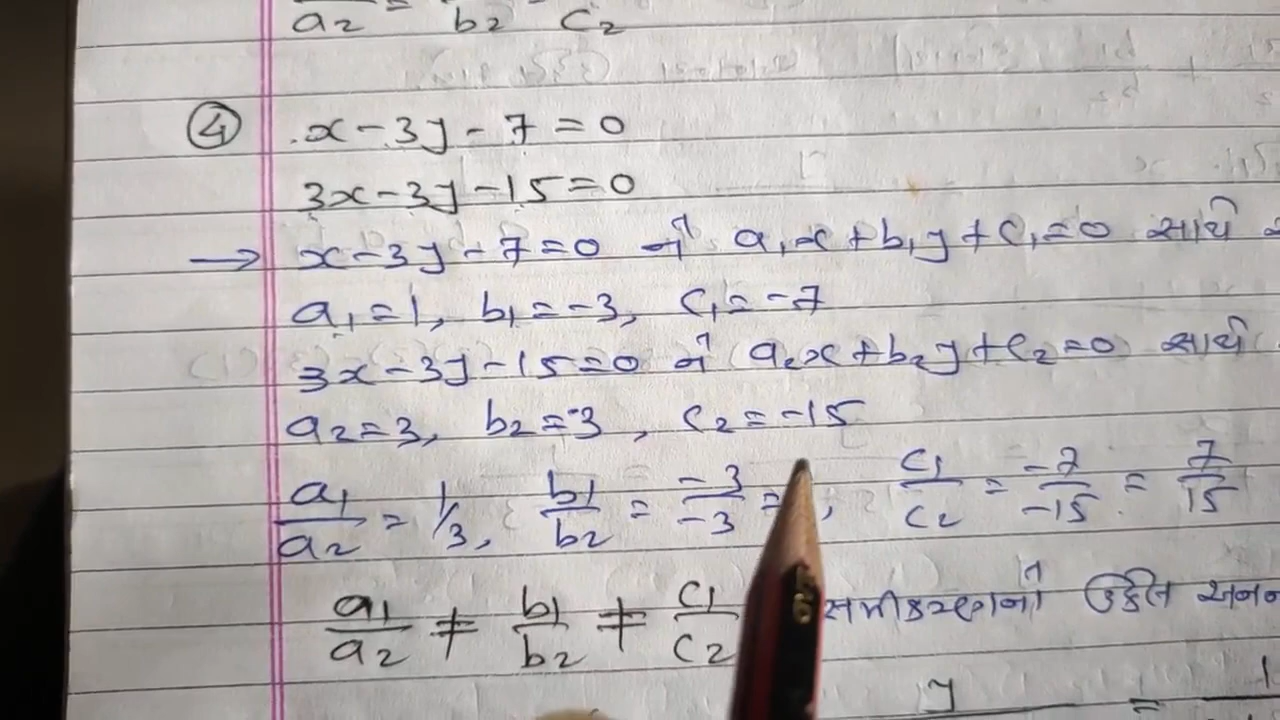 a₂ = b₂ c₂
④ x - 3y - 7 = 0
3x - 3y - 15 = 0
→ x - 3y - 7 = 0 ને a₁x + b₁y + c₁ = 0 સાથે
a₁ = 1, b₁ = -3, c₁ = -7
3x - 3y - 15 = 0 ને a₂x + b₂y + c₂ = 0 સાથે
a₂ = 3, b₂ = -3, c₂ = -15
a₁/a₂ = 1/3, b₁/b₂ = -3/-3 = , c₁/c₂ = -7/-15 = 7/15
a₁/a₂ ≠ b₁/b₂ ≠ c₁/c₂ સમીકરણનો ઉકેલ
y =